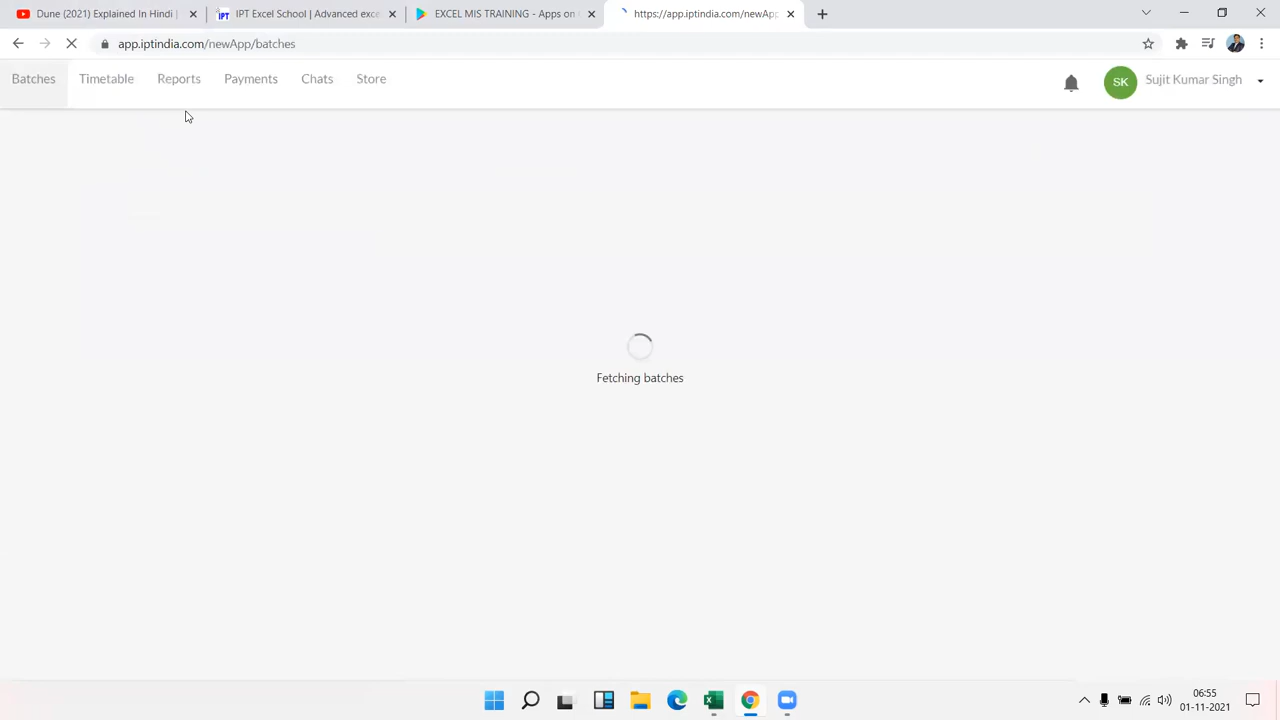 Dune (2021) Explained In Hindi |
IPT Excel School | Advanced exce
EXCEL MIS TRAINING - Apps on
https://app.iptindia.com/newApp
app.iptindia.com/newApp/batches
Batches
Timetable
Reports
Payments
Chats
Store
SK
Sujit Kumar Singh
Fetching batches
06:55
01-11-2021